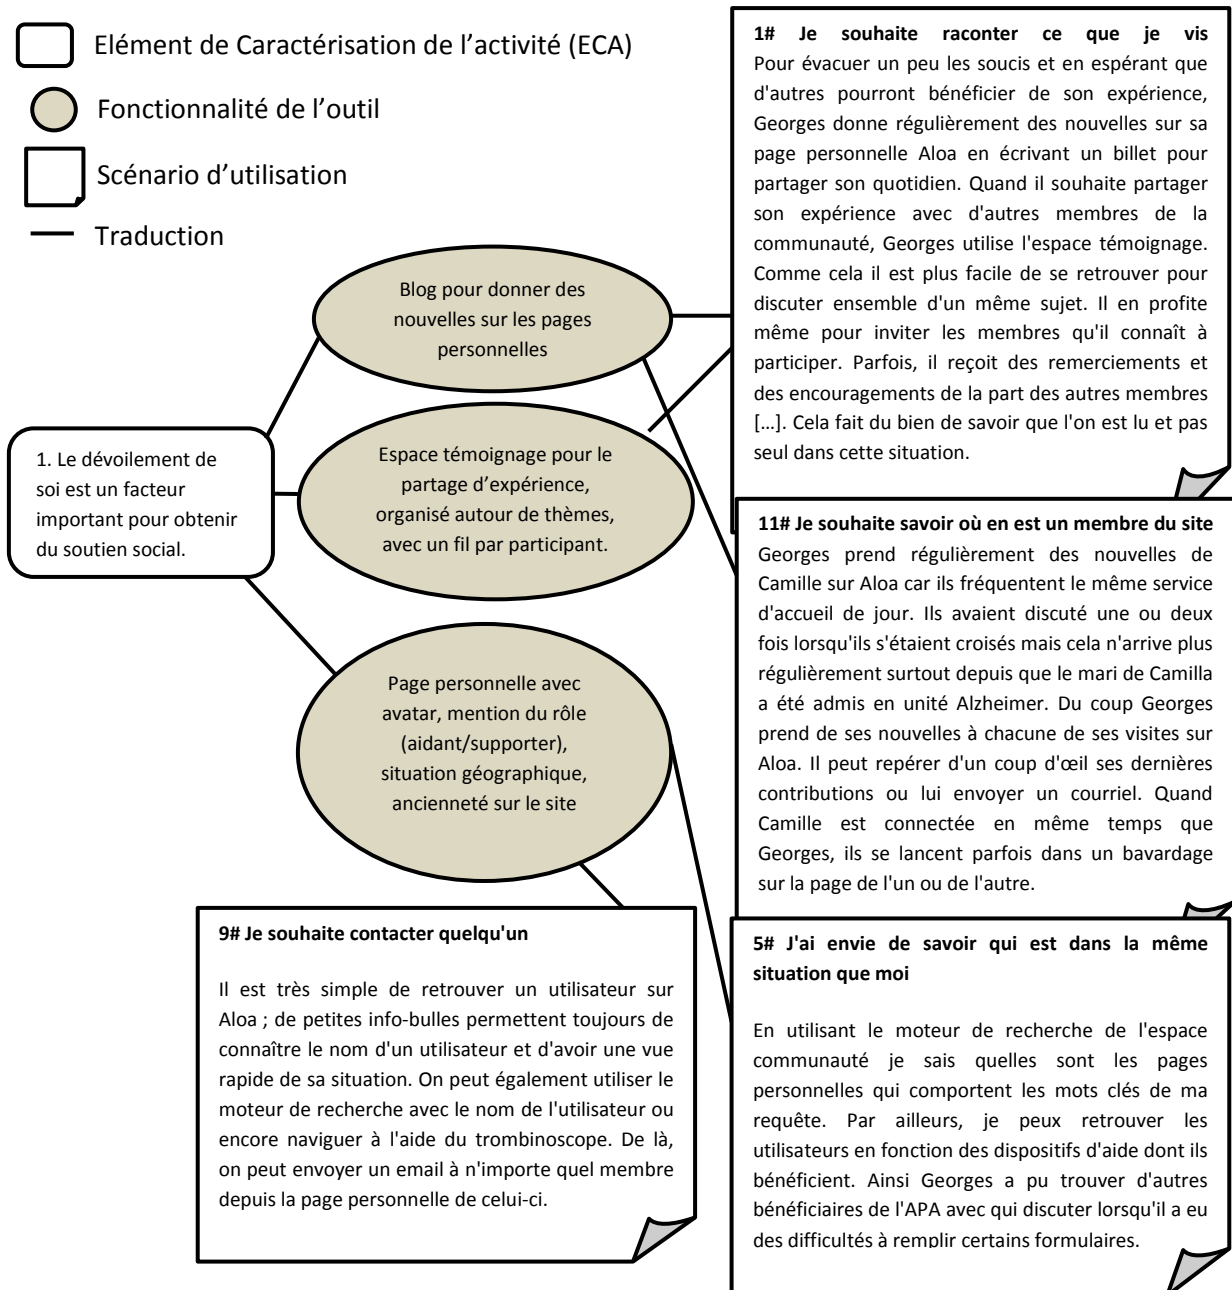 Elément de Caractérisation de l'activité (ECA)
Fonctionnalité de l'outil
Scénario d'utilisation
Traduction
1. Le dévoilement de
soi est un facteur
important pour obtenir
du soutien social.
Blog pour donner des
nouvelles sur les pages
personnelles
Espace témoignage pour le
partage d'expérience,
organisé autour de thèmes,
avec un fil par participant.
Page personnelle avec
avatar, mention du rôle
(aidant/supporter),
situation géographique,
ancienneté sur le site
1# Je souhaite raconter ce que je vis
Pour évacuer un peu les soucis et en espérant que
d'autres pourront bénéficier de son expérience,
Georges donne régulièrement des nouvelles sur sa
page personnelle Aloa en écrivant un billet pour
partager son quotidien. Quand il souhaite partager
son expérience avec d'autres membres de la
communauté, Georges utilise l'espace témoignage.
Comme cela il est plus facile de se retrouver pour
discuter ensemble d'un même sujet. Il en profite
même pour inviter les membres qu'il connaît à
participer. Parfois, il reçoit des remerciements et
des encouragements de la part des autres membres
[…]. Cela fait du bien de savoir que l'on est lu et pas
seul dans cette situation.
11# Je souhaite savoir où en est un membre du site
Georges prend régulièrement des nouvelles de
Camille sur Aloa car ils fréquentent le même service
d'accueil de jour. Ils avaient discuté une ou deux
fois lorsqu'ils s'étaient croisés mais cela n'arrive plus
régulièrement surtout depuis que le mari de Camilla
a été admis en unité Alzheimer. Du coup Georges
prend de ses nouvelles à chacune de ses visites sur
Aloa. Il peut repérer d'un coup d'œil ses dernières
contributions ou lui envoyer un courriel. Quand
Camille est connectée en même temps que
Georges, ils se lancent parfois dans un bavardage
sur la page de l'un ou de l'autre.
9# Je souhaite contacter quelqu'un
Il est très simple de retrouver un utilisateur sur
Aloa ; de petites info-bulles permettent toujours de
connaître le nom d'un utilisateur et d'avoir une vue
rapide de sa situation. On peut également utiliser le
moteur de recherche avec le nom de l'utilisateur ou
encore naviguer à l'aide du trombinoscope. De là,
on peut envoyer un email à n'importe quel membre
depuis la page personnelle de celui-ci.
5# J'ai envie de savoir qui est dans la même
situation que moi
En utilisant le moteur de recherche de l'espace
communauté je sais quelles sont les pages
personnelles qui comportent les mots clés de ma
requête. Par ailleurs, je peux retrouver les
utilisateurs en fonction des dispositifs d'aide dont ils
bénéficient. Ainsi Georges a pu trouver d'autres
bénéficiaires de l'APA avec qui discuter lorsqu'il a eu
des difficultés à remplir certains formulaires.